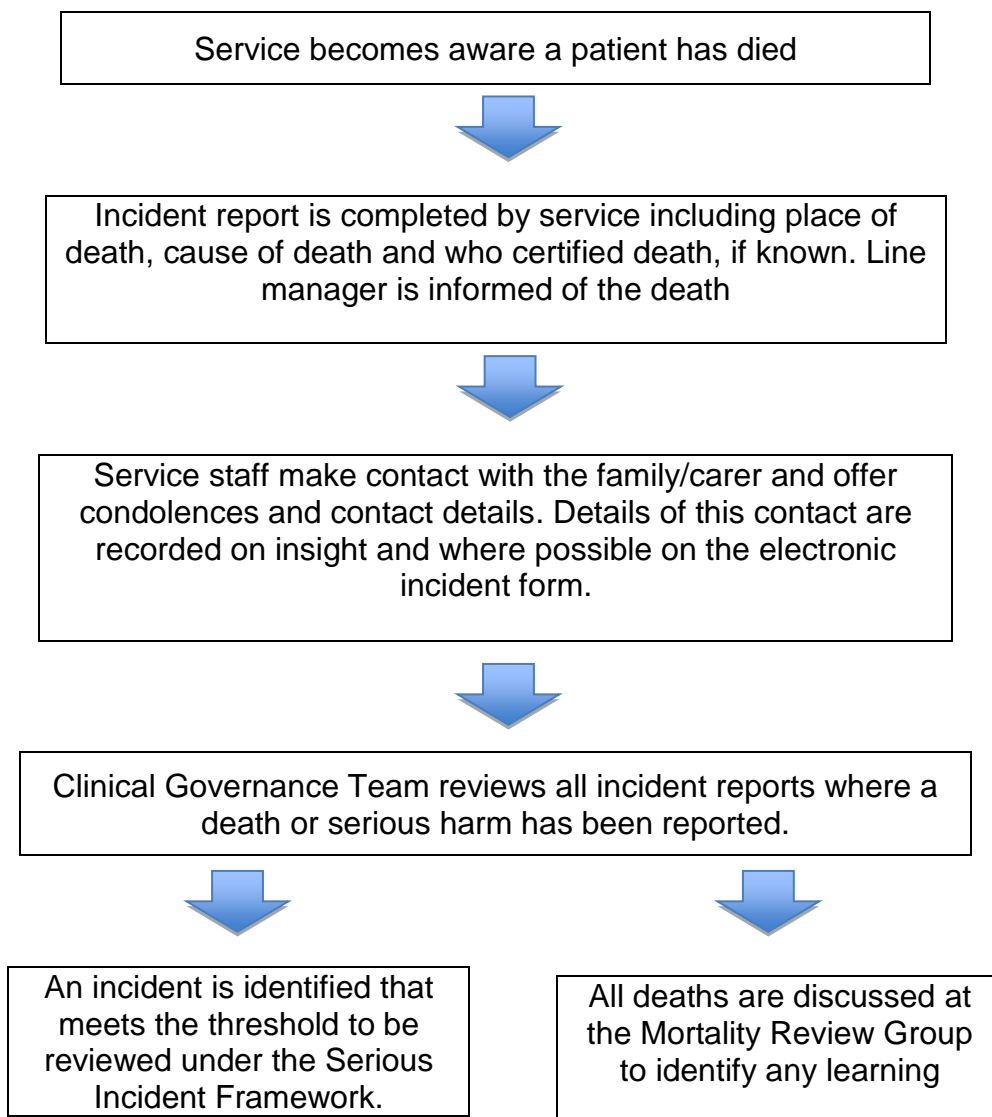 Service becomes aware a patient has died
Incident report is completed by service including place of
death, cause of death and who certified death, if known. Line
manager is informed of the death
Service staff make contact with the family/carer and offer
condolences and contact details. Details of this contact are
recorded on insight and where possible on the electronic
incident form.
Clinical Governance Team reviews all incident reports where a
death or serious harm has been reported.
An incident is identified that
meets the threshold to be
reviewed under the Serious
Incident Framework.
All deaths are discussed at
the Mortality Review Group
to identify any learning